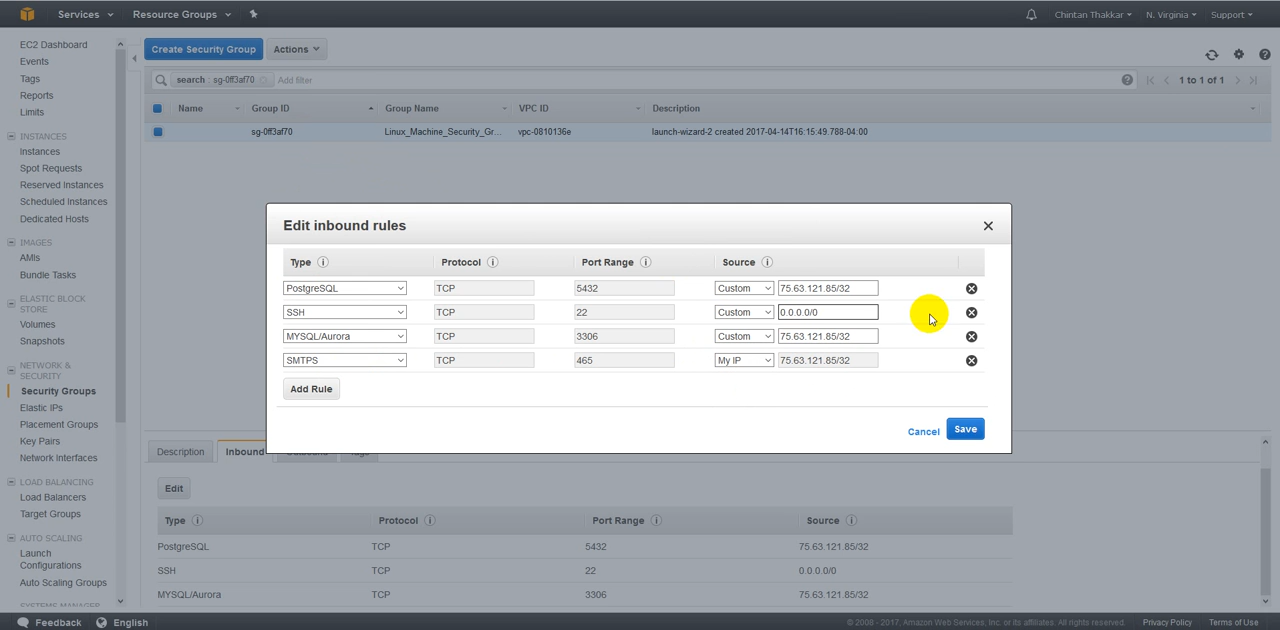 Services Resource Groups Chintan Thakkar N. Virginia Support
EC2 Dashboard
Events
Tags
Reports
Limits
INSTANCES
Instances
Spot Requests
Reserved Instances
Scheduled Instances
Dedicated Hosts
IMAGES
AMIs
Bundle Tasks
ELASTIC BLOCK
STORE
Volumes
Snapshots
NETWORK &
SECURITY
Security Groups
Elastic IPs
Placement Groups
Key Pairs
Network Interfaces
LOAD BALANCING
Load Balancers
Target Groups
AUTO SCALING
Launch
Configurations
Auto Scaling Groups
SYSTEMS MANAGER
Create Security Group Actions
search : sg-0ff3af70 Add filter 1 to 1 of 1
Name Group ID Group Name VPC ID Description
sg-0ff3af70 Linux_Machine_Security_Gr... vpc-0810136e launch-wizard-2 created 2017-04-14T16:15:49.788-04:00
Edit inbound rules
Type Protocol Port Range Source
PostgreSQL TCP 5432 Custom 75.63.121.85/32
SSH TCP 22 Custom 0.0.0.0/0
MYSQL/Aurora TCP 3306 Custom 75.63.121.85/32
SMTPS TCP 465 My IP 75.63.121.85/32
Add Rule
Cancel Save
Description Inbound Outbound Tags
Edit
Type Protocol Port Range Source
PostgreSQL TCP 5432 75.63.121.85/32
SSH TCP 22 0.0.0.0/0
MYSQL/Aurora TCP 3306 75.63.121.85/32
Feedback English © 2008 - 2017, Amazon Web Services, Inc. or its affiliates. All rights reserved. Privacy Policy Terms of Use